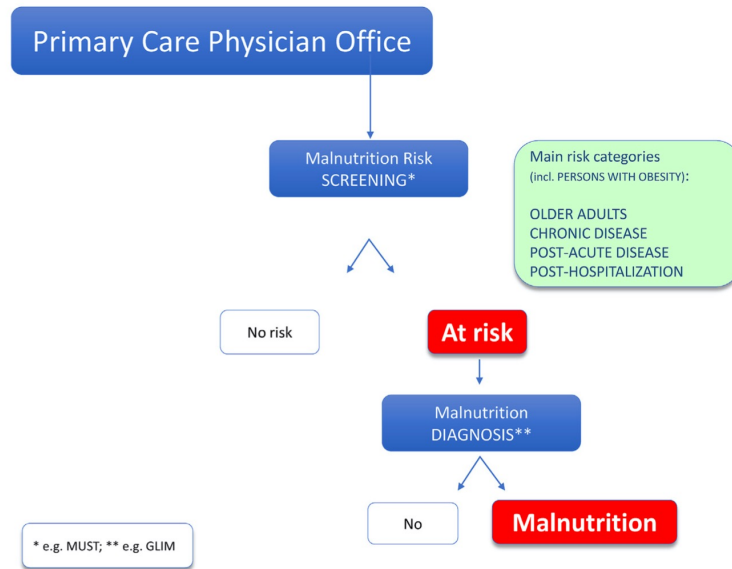 Primary Care Physician Office
Malnutrition Risk
SCREENING*
Main risk categories
(incl. PERSONS WITH OBESITY):
OLDER ADULTS
CHRONIC DISEASE
POST-ACUTE DISEASE
POST-HOSPITALIZATION
No risk
At risk
Malnutrition
DIAGNOSIS**
No
Malnutrition
* e.g. MUST; ** e.g. GLIM